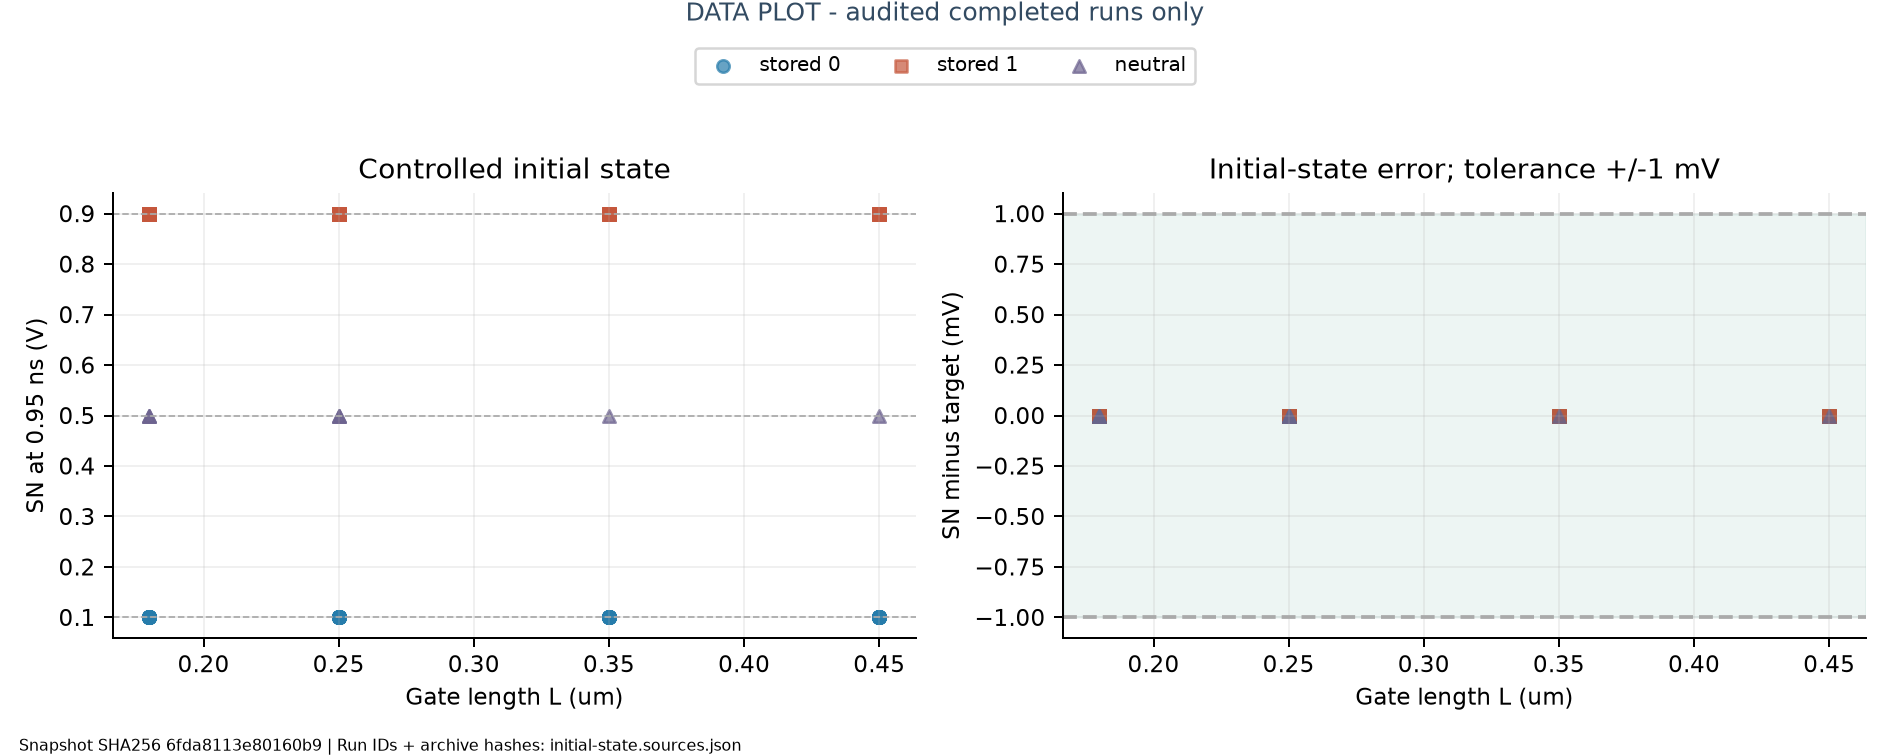 DATA PLOT - audited completed runs only
stored 0
stored 1
neutral
Controlled initial state
SN at 0.95 ns (V)
0.9
0.8
0.7
0.6
0.5
0.4
0.3
0.2
0.1
0.20
0.25
0.30
0.35
0.40
0.45
Gate length L (um)
Initial-state error; tolerance +/-1 mV
SN minus target (mV)
1.00
0.75
0.50
0.25
0.00
−0.25
−0.50
−0.75
−1.00
0.20
0.25
0.30
0.35
0.40
0.45
Gate length L (um)
Snapshot SHA256 6fda8113e80160b9 | Run IDs + archive hashes: initial-state.sources.json